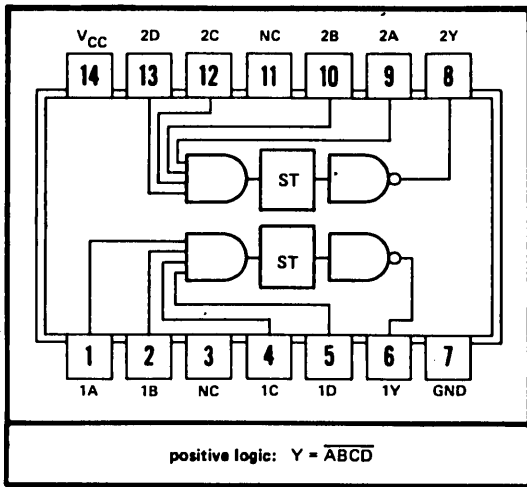 VCC 2D 2C NC 2B 2A 2Y
14 13 12 11 10 9 8
ST
ST
1 2 3 4 5 6 7
1A 1B NC 1C 1D 1Y GND
positive logic: Y = A̅B̅C̅D̅